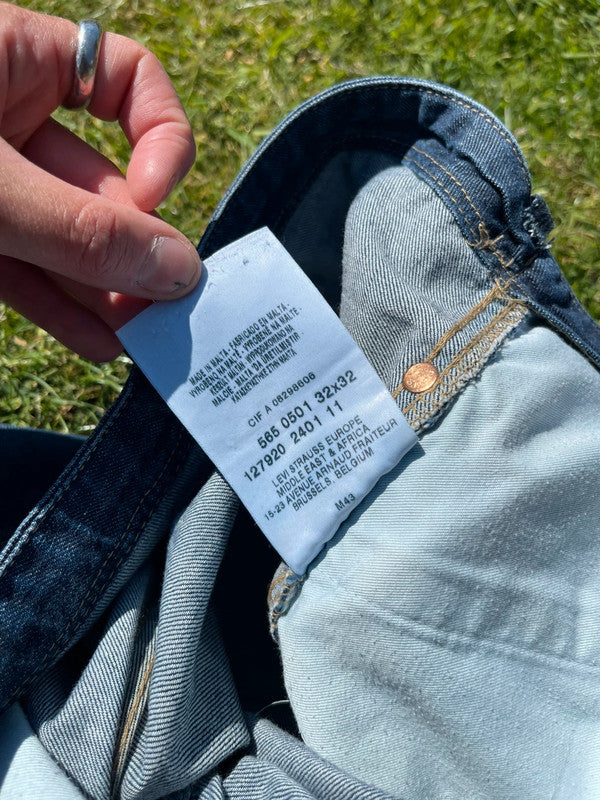 MADE IN MALTA-FABRICADO EN MALTA-
MALTA
CIF A 08298606
565 0501 32x32
127920 2401 11
LEVI STRAUSS EUROPE
MIDDLE EAST & AFRICA
15-23 AVENUE ARNAUD FRAITEUR
BRUSSELS, BELGIUM
M43